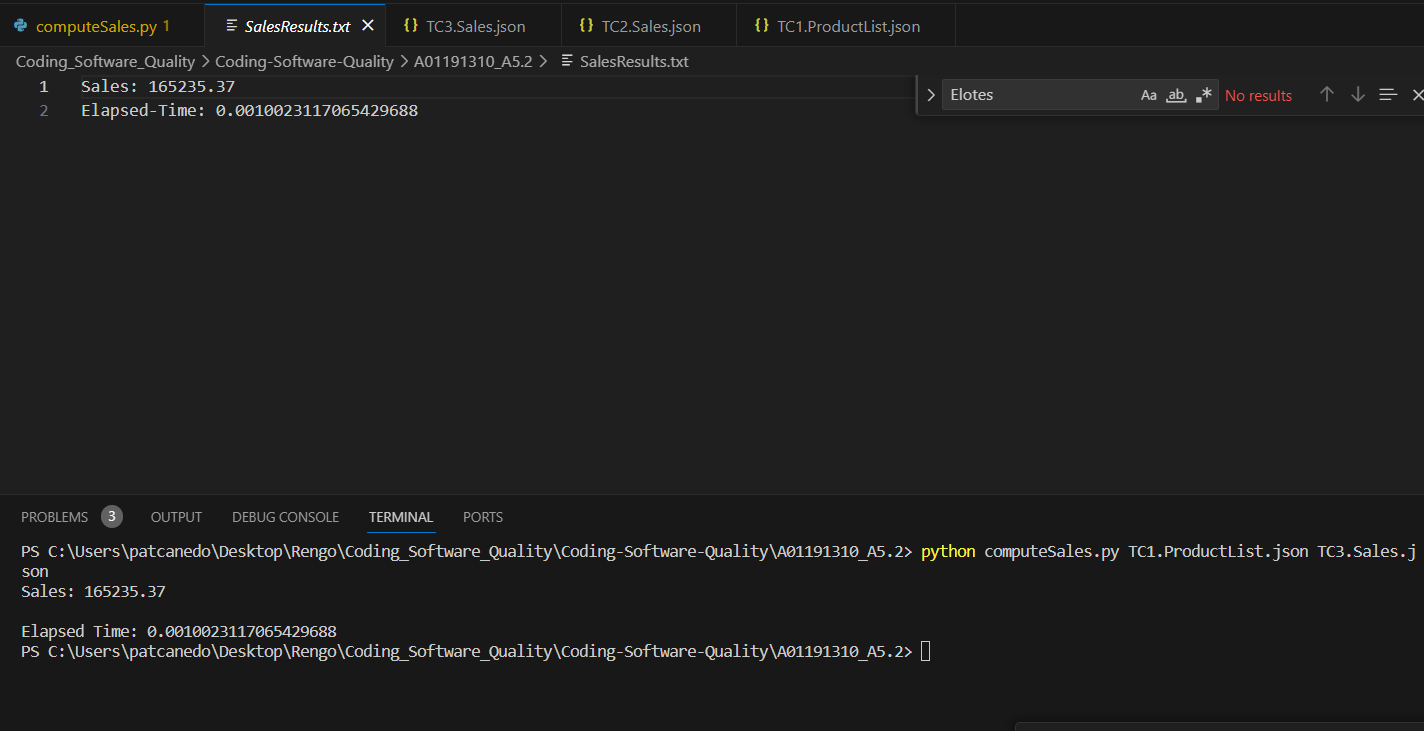 computeSales.py 1 SalesResults.txt TC3.Sales.json TC2.Sales.json TC1.ProductList.json
Coding_Software_Quality > Coding-Software-Quality > A01191310_A5.2 > SalesResults.txt
1 Sales: 165235.37
Elotes Aa ab No results
2 Elapsed-Time: 0.0010023117065429688
PROBLEMS 3 OUTPUT DEBUG CONSOLE TERMINAL PORTS
PS C:\Users\patcanedo\Desktop\Rengo\Coding_Software_Quality\Coding-Software-Quality\A01191310_A5.2> python computeSales.py TC1.ProductList.json TC3.Sales.j
son
Sales: 165235.37
Elapsed Time: 0.0010023117065429688
PS C:\Users\patcanedo\Desktop\Rengo\Coding_Software_Quality\Coding-Software-Quality\A01191310_A5.2>